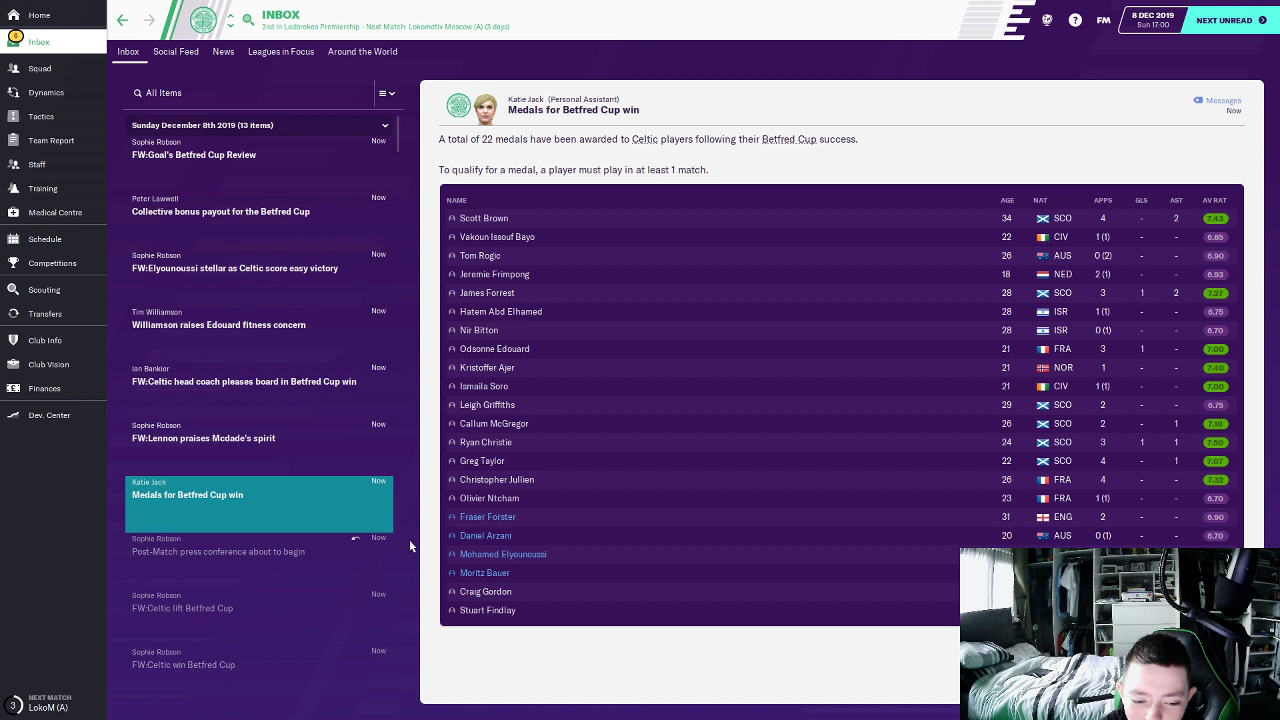 INBOX
2nd in Ladbrokes Premiership - Next Match: Lokomotiv Moscow (A) (3 days)
? FM
8 DEC 2019
Sun 17:00
NEXT UNREAD
6
Inbox
Squad
Dynamics
Tactics
Team Report
Staff
Training
Medical Centre
Schedule
Competitions
Scouting
Transfers
Club Info
Club Vision
Finances
Dev. Center
3
NEXT MATCH
LokoM (A)
Inbox Social Feed News Leagues in Focus Around the World
All Items
Sunday December 8th 2019 (13 items)
Sophie Robson Now
FW:Goal's Betfred Cup Review
Peter Lawwell Now
Collective bonus payout for the Betfred Cup
Sophie Robson Now
FW:Elyounoussi stellar as Celtic score easy victory
Tim Williamson Now
Williamson raises Edouard fitness concern
Ian Bankier Now
FW:Celtic head coach pleases board in Betfred Cup win
Sophie Robson Now
FW:Lennon praises Mcdade's spirit
Katie Jack Now
Medals for Betfred Cup win
Sophie Robson Now
Post-Match press conference about to begin
Sophie Robson Now
FW:Celtic lift Betfred Cup
Sophie Robson Now
FW:Celtic win Betfred Cup
Katie Jack (Personal Assistant)
Medals for Betfred Cup win
Messages
Now
A total of 22 medals have been awarded to Celtic players following their Betfred Cup success.
To qualify for a medal, a player must play in at least 1 match.
NAME AGE NAT APPS GLS AST AV RAT
Scott Brown 34 SCO 4 - 2 7.43
Vakoun Issouf Bayo 22 CIV 1 (1) - - 6.85
Tom Rogic 26 AUS 0 (2) - - 6.90
Jeremie Frimpong 18 NED 2 (1) - - 6.93
James Forrest 28 SCO 3 1 2 7.27
Hatem Abd Elhamed 28 ISR 1 (1) - - 6.75
Nir Bitton 28 ISR 0 (1) - - 6.70
Odsonne Edouard 21 FRA 3 1 - 7.00
Kristoffer Ajer 21 NOR 1 - - 7.40
Ismaila Soro 21 CIV 1 (1) - - 7.00
Leigh Griffiths 29 SCO 2 - - 6.75
Callum McGregor 26 SCO 2 - 1 7.10
Ryan Christie 24 SCO 3 1 1 7.50
Greg Taylor 22 SCO 4 - 1 7.07
Christopher Jullien 26 FRA 4 - - 7.32
Olivier Ntcham 23 FRA 1 (1) - - 6.70
Fraser Forster 31 ENG 2 - - 6.90
Daniel Arzani 20 AUS 0 (1) - - 6.70
Mohamed Elyounoussi
Moritz Bauer
Craig Gordon
Stuart Findlay